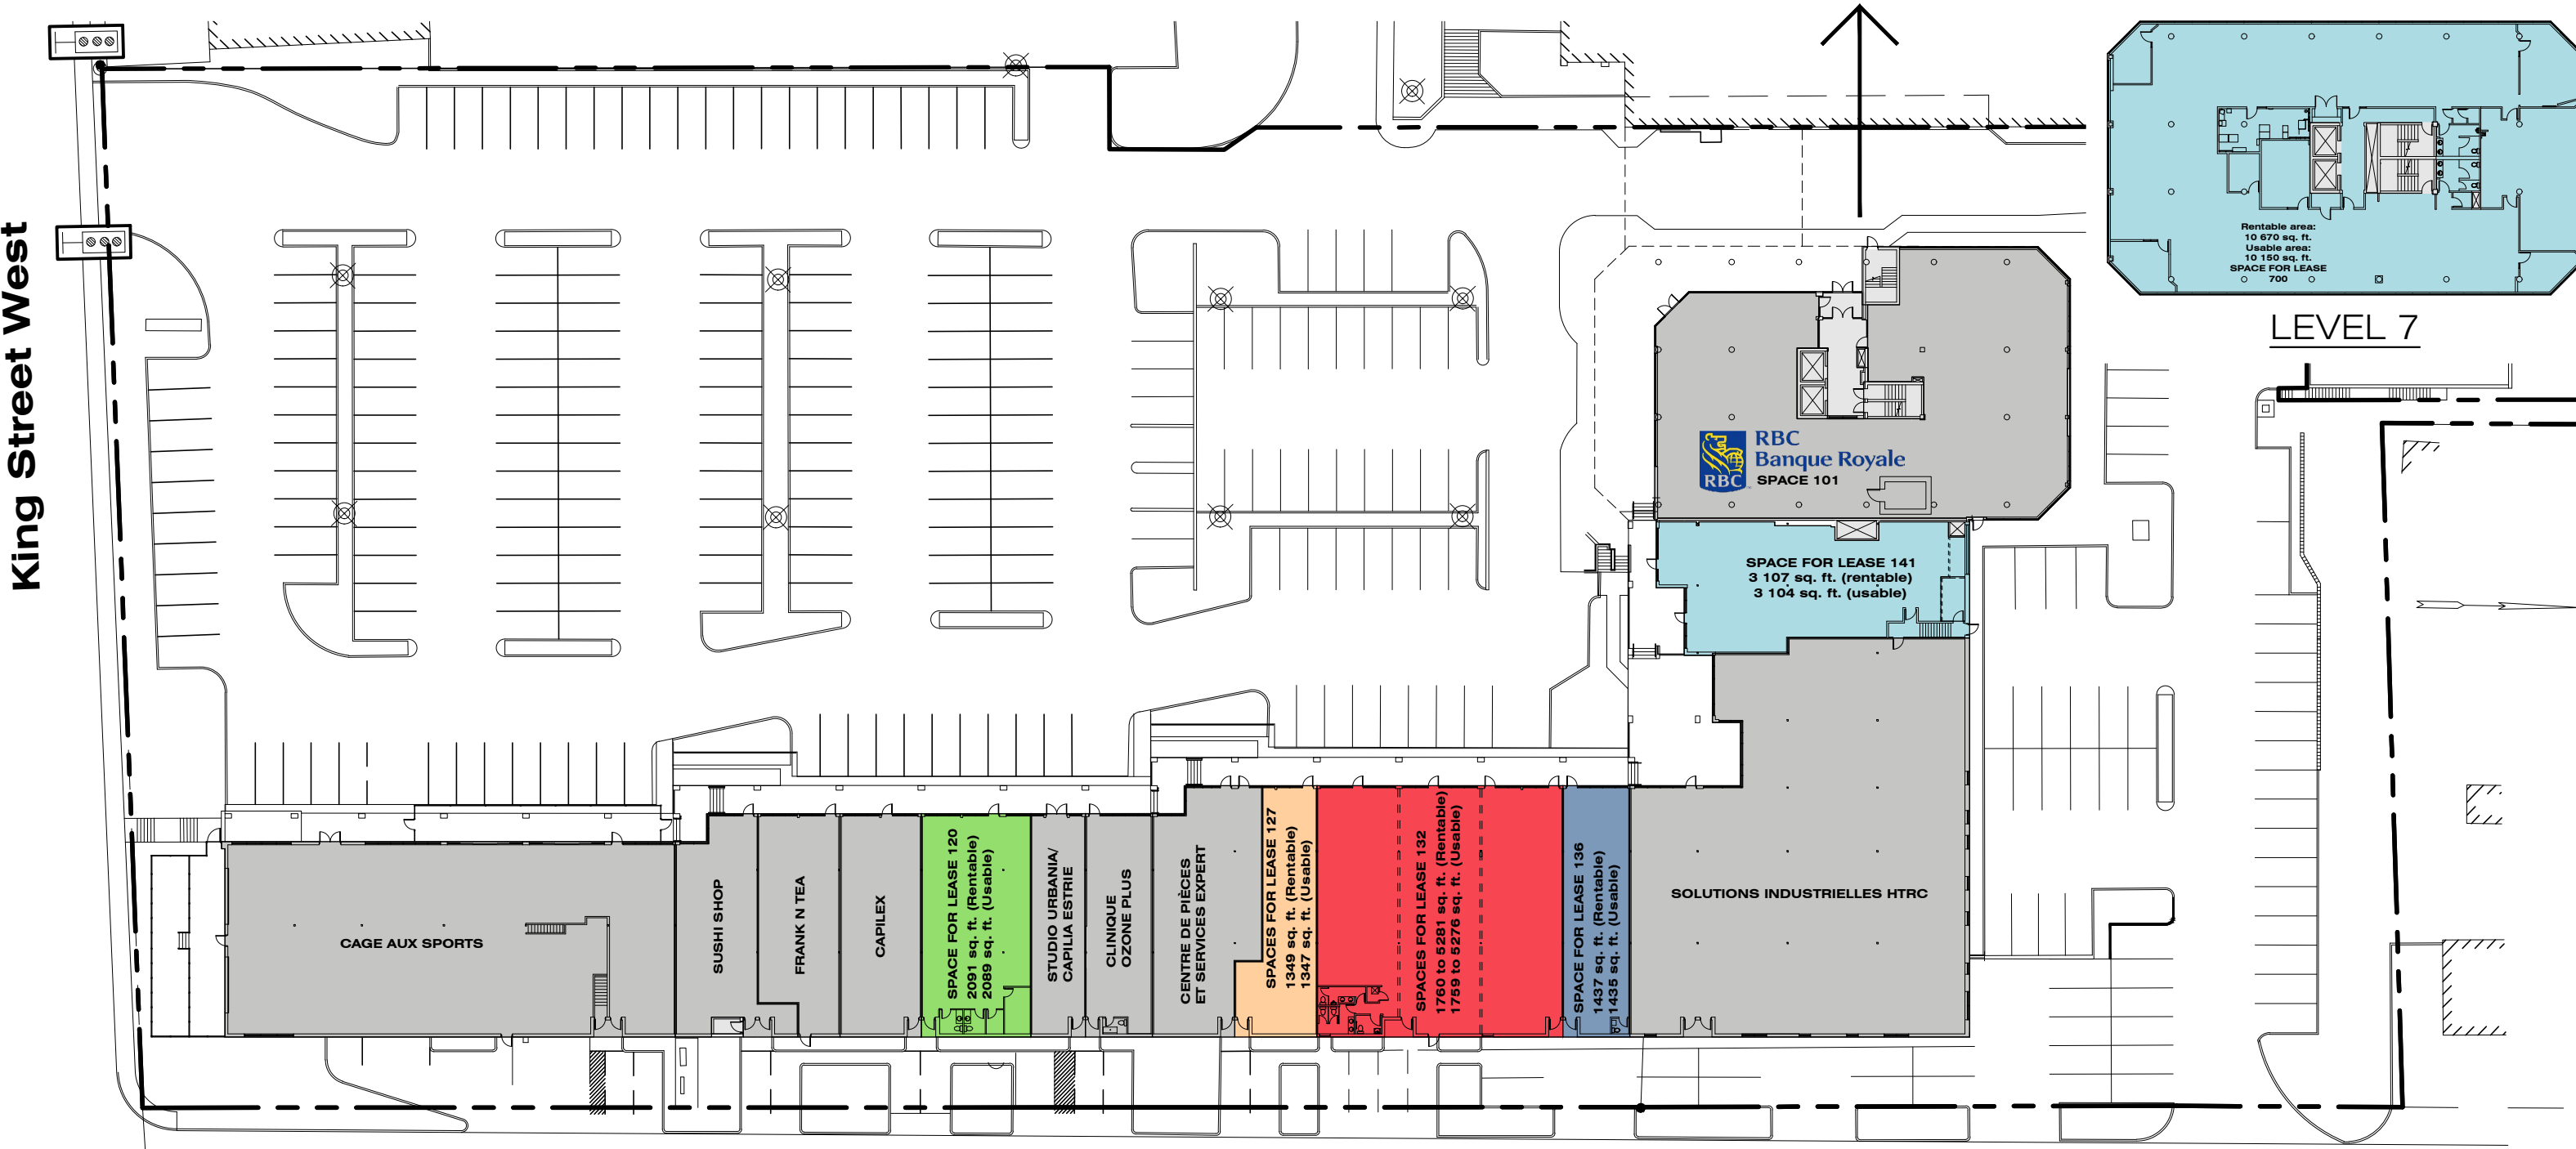 King Street West
Rentable area:
10 670 sq. ft.
Usable area:
10 150 sq. ft.
SPACE FOR LEASE
700
LEVEL 7
RBC
RBC
Banque Royale
SPACE 101
SPACE FOR LEASE 141
3 107 sq. ft. (rentable)
3 104 sq. ft. (usable)
CAGE AUX SPORTS
SUSHI SHOP
FRANK N TEA
CAPILEX
SPACE FOR LEASE 120
2091 sq. ft. (Rentable)
2089 sq. ft. (Usable)
STUDIO URBANIA/
CAPILIA ESTRIE
CLINIQUE
OZONE PLUS
CENTRE DE PIÈCES
ET SERVICES EXPERT
SPACES FOR LEASE 127
1349 sq. ft. (Rentable)
1347 sq. ft. (Usable)
SPACES FOR LEASE 132
1760 to 5281 sq. ft. (Rentable)
1759 to 5276 sq. ft. (Usable)
SPACE FOR LEASE 136
1437 sq. ft. (Rentable)
1435 sq. ft. (Usable)
SOLUTIONS INDUSTRIELLES HTRC